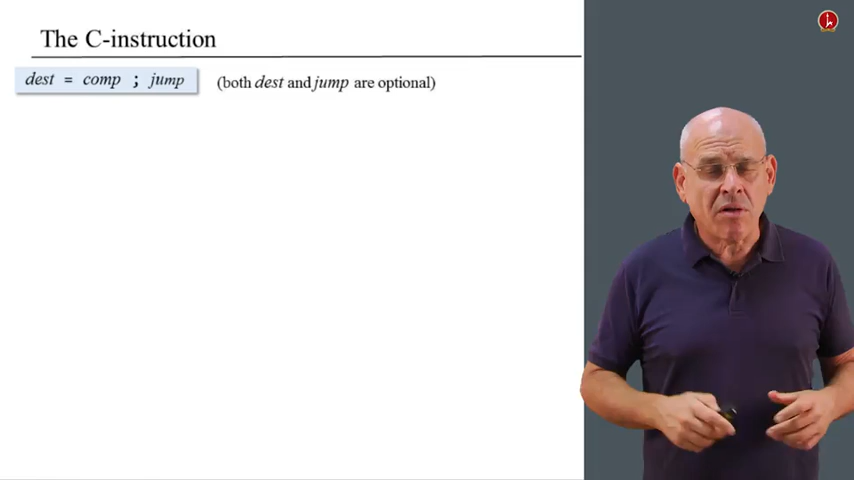 The C-instruction
dest = comp ; jump (both dest and jump are optional)